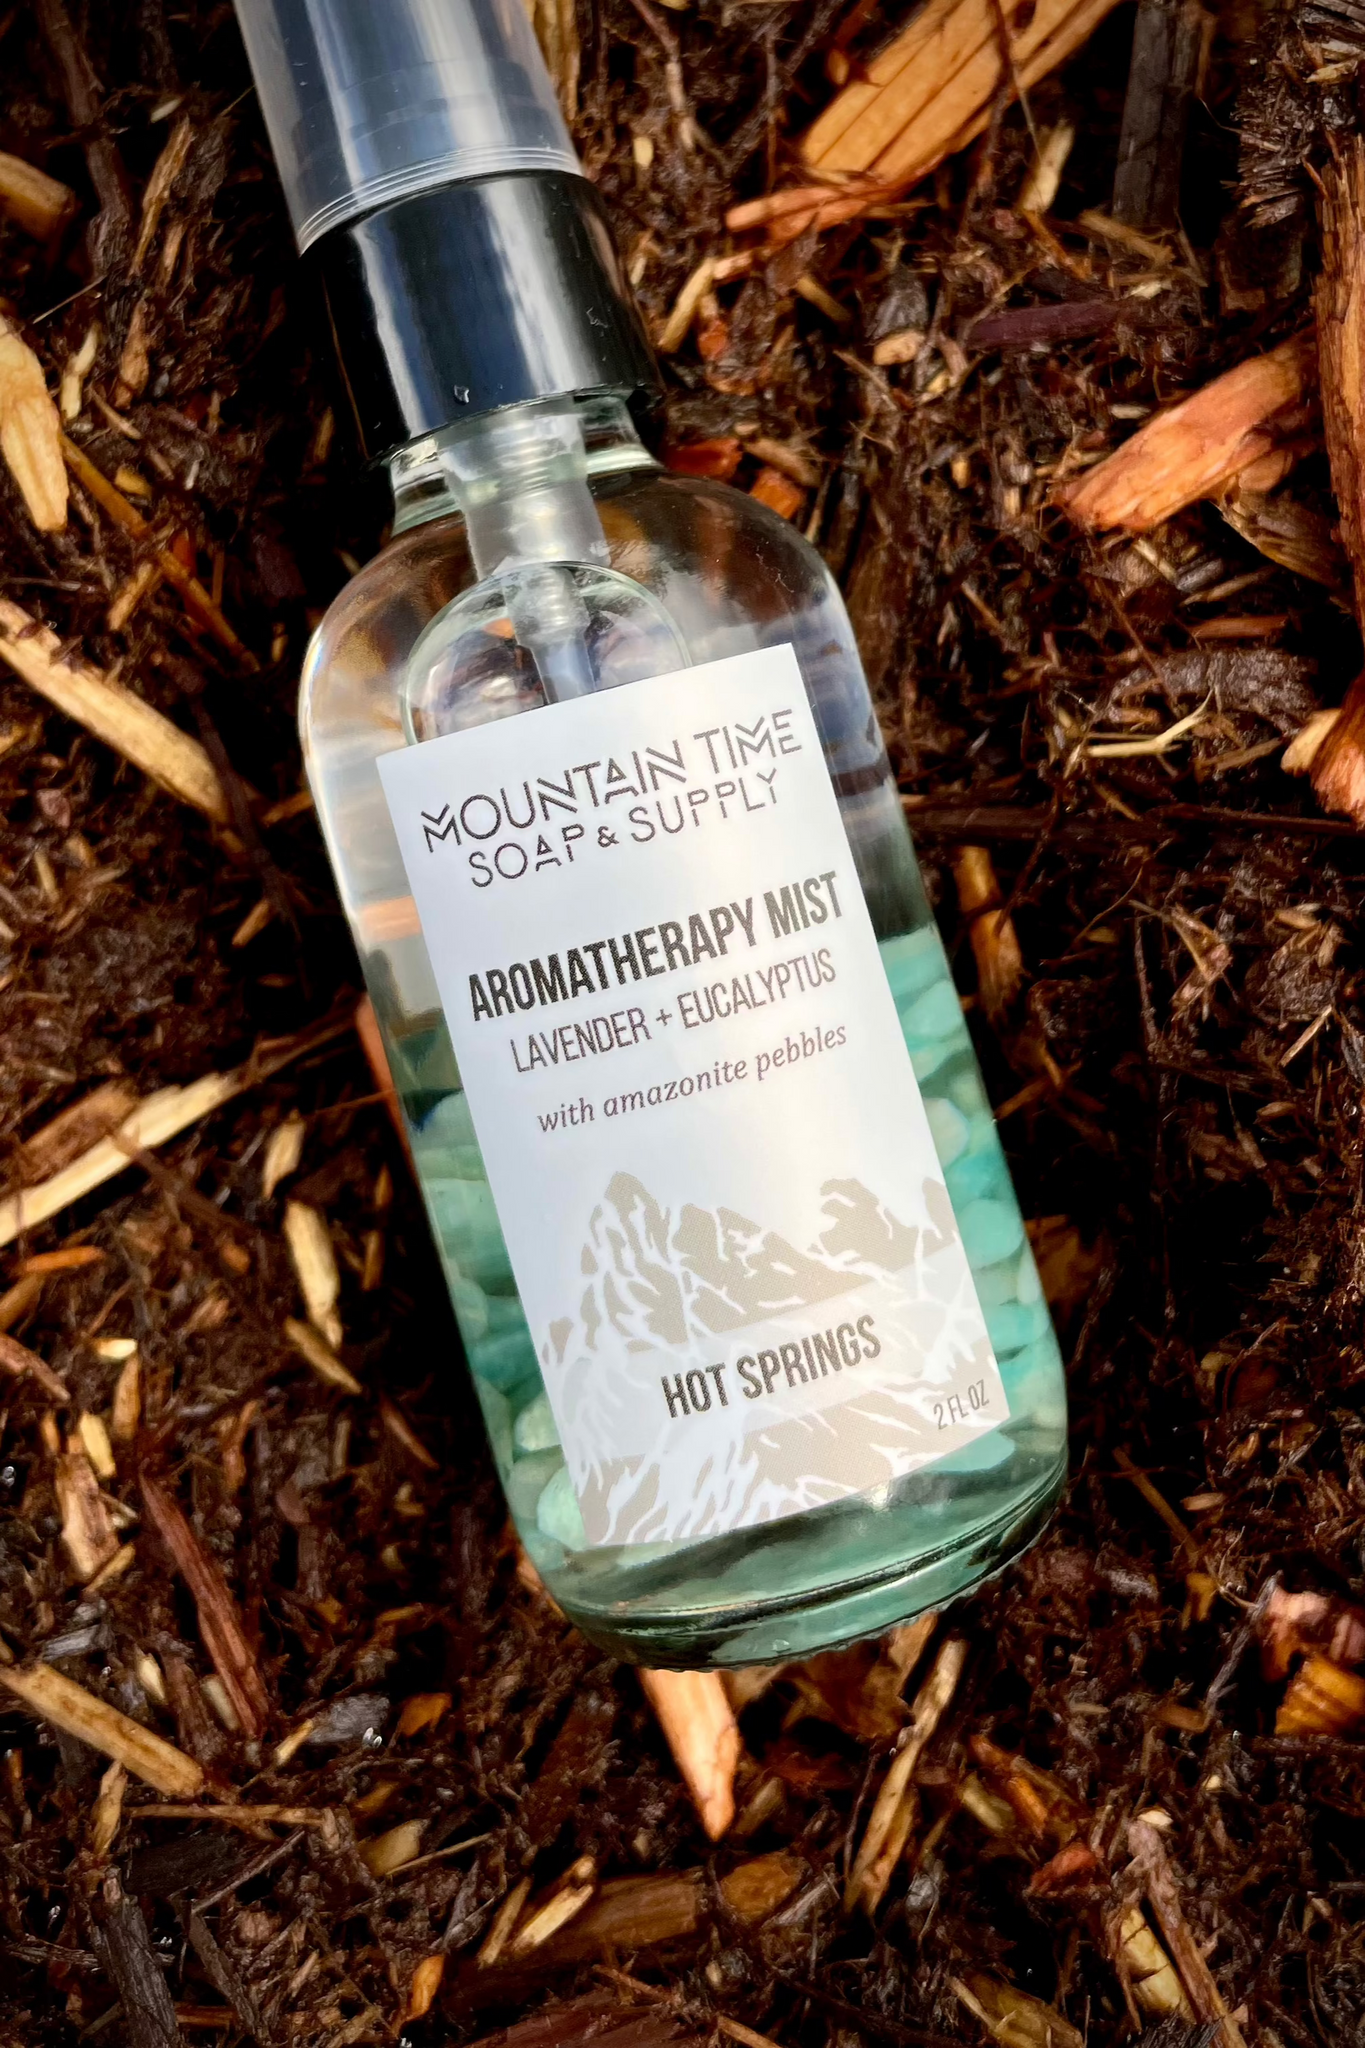 MOUNTAIN TIME
SOAP & SUPPLY
AROMATHERAPY MIST
LAVENDER + EUCALYPTUS
with amazonite pebbles
HOT SPRINGS
2 FL OZ